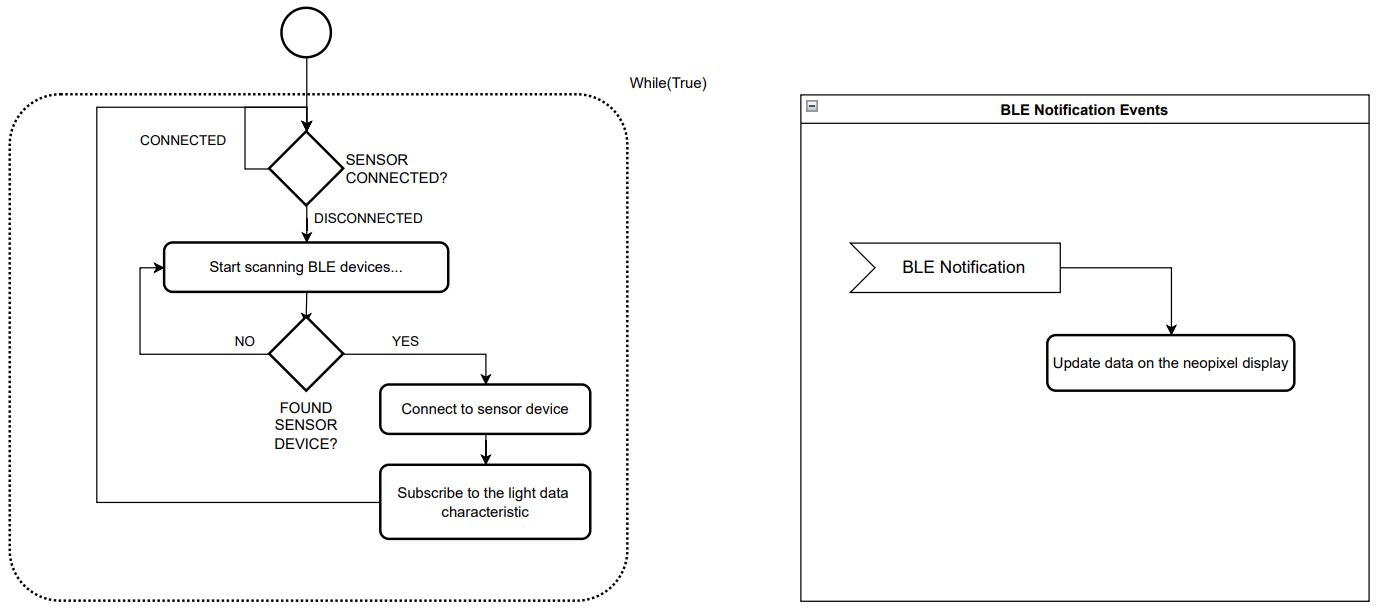 While(True)
CONNECTED
SENSOR
CONNECTED?
DISCONNECTED
Start scanning BLE devices...
NO
YES
FOUND
SENSOR
DEVICE?
Connect to sensor device
Subscribe to the light data
characteristic
BLE Notification Events
BLE Notification
Update data on the neopixel display